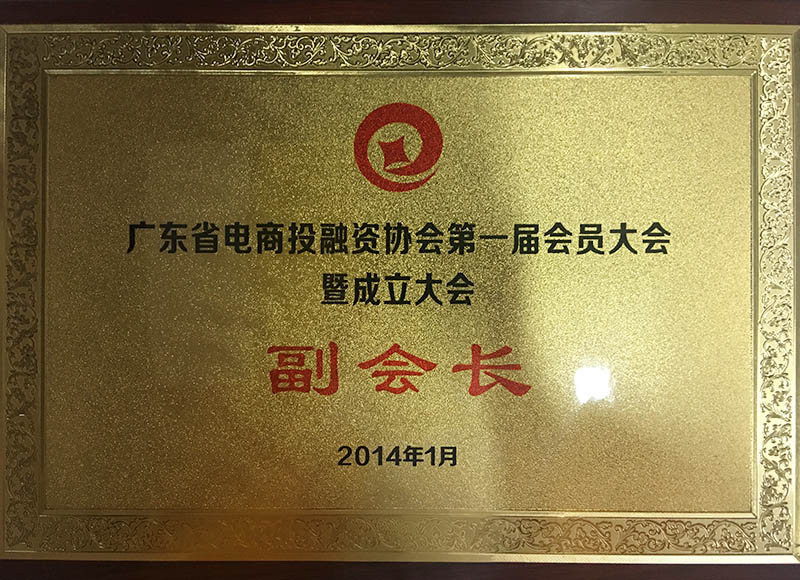 广东省电商投融资协会第一届会员大会
暨成立大会
副会长
2014年1月